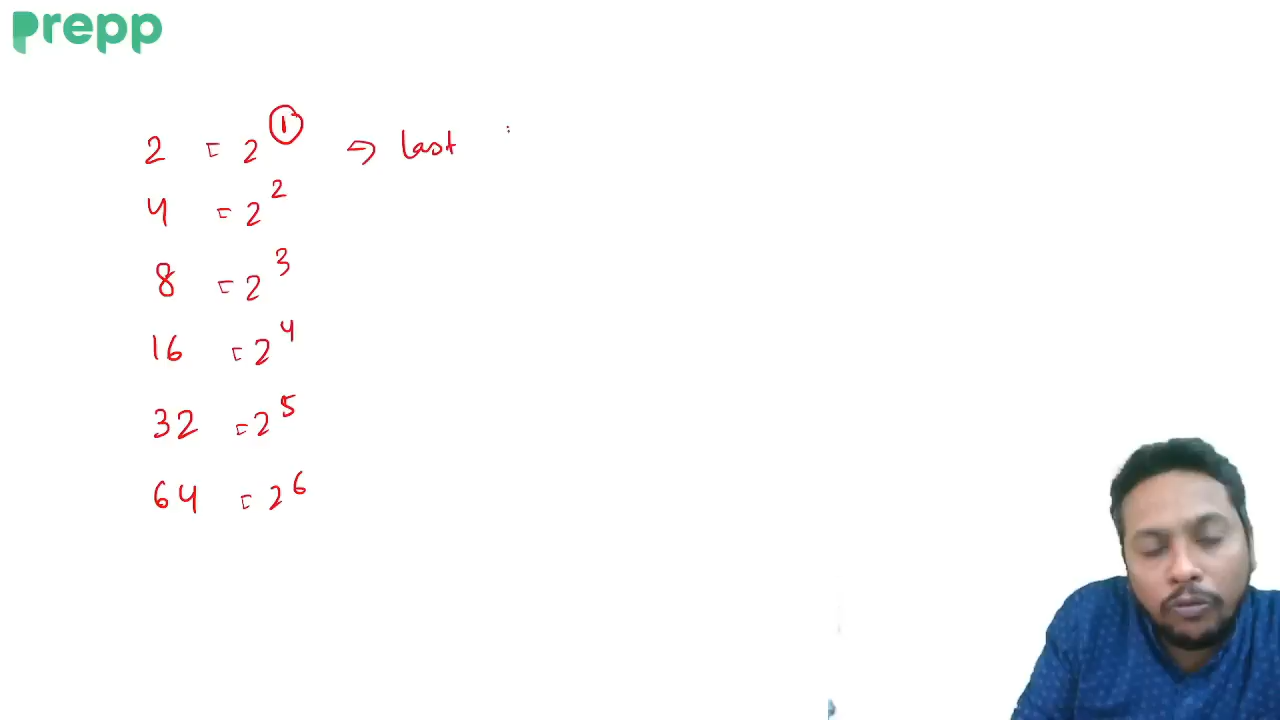 Prepp
2 = 2^1 → last
4 = 2^2
8 = 2^3
16 = 2^4
32 = 2^5
64 = 2^6